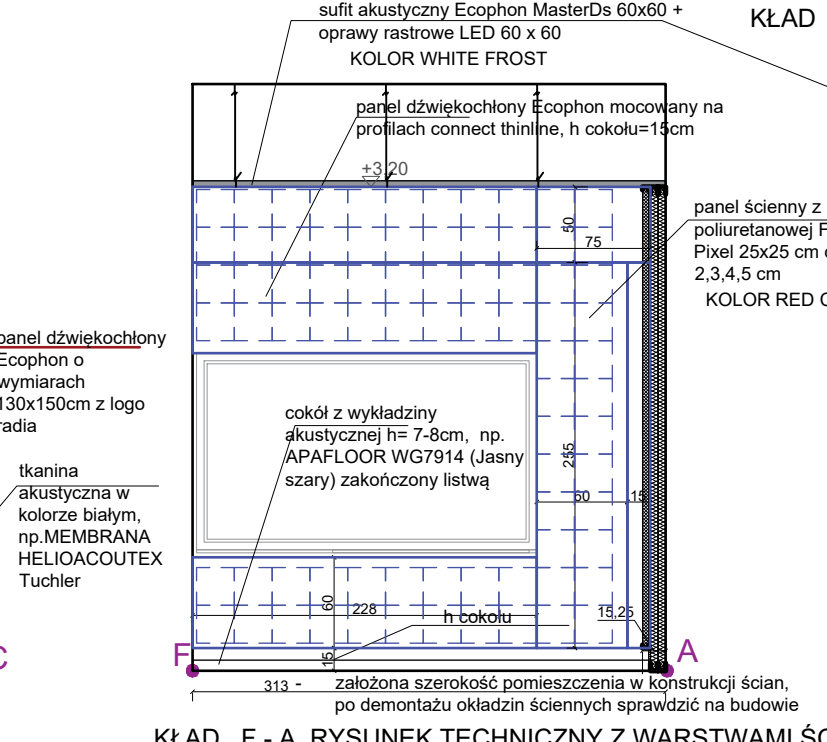 sufit akustyczny Ecophon MasterDs 60x60 +
oprawy rastrowe LED 60 x 60
KOLOR WHITE FROST
KŁAD
panel dźwiękochłony Ecophon mocowany na
profilach connect thinline, h cokołu=15cm
+3,20
50
75
panel ścienny z
poliuretanowej F
Pixel 25x25 cm
2,3,4,5 cm
KOLOR RED
panel dźwiękochłony
Ecophon o
wymiarach
130x150cm z logo
radia
tkanina
akustyczna w
kolorze białym,
np.MEMBRANA
HELIOACOUTEX
Tuchler
cokół z wykładziny
akustycznej h= 7-8cm, np.
APAFLOOR WG7914 (Jasny
szary) zakończony listwą
255
60
15
60
228
h cokołu
15,25
15
C
F
A
313 - założona szerokość pomieszczenia w konstrukcji ścian,
po demontażu okładzin ściennych sprawdzić na budowie
KŁAD F - A RYSUNEK TECHNICZNY Z WARSTWAMI